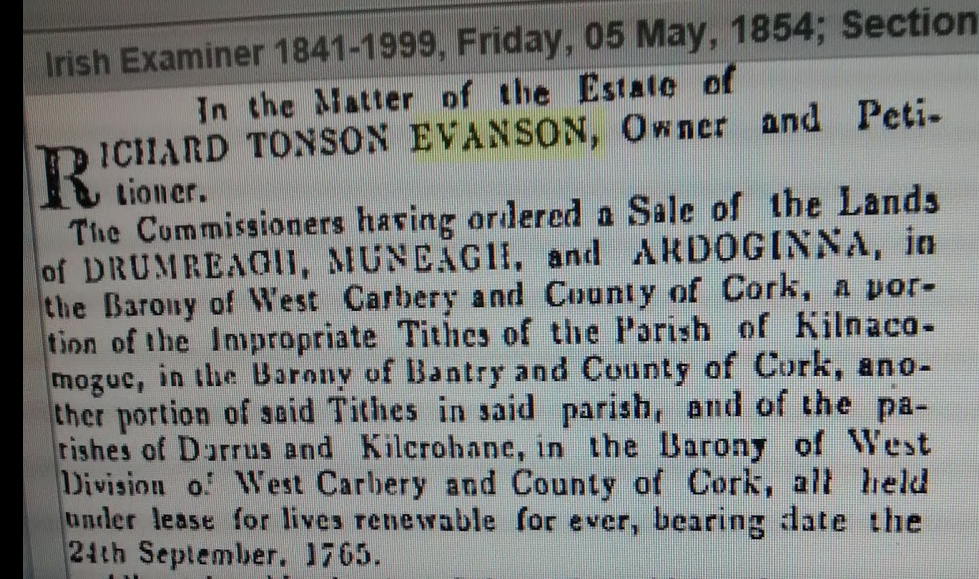 Irish Examiner 1841-1999, Friday, 05 May, 1854; Section
In the Matter of the Estate of
RICHARD TONSON EVANSON, Owner and Peti-
tioner.
The Commissioners having ordered a Sale of the Lands
of DRUMREAGH, MUNEAGH, and ARDOGINNA, in
the Barony of West Carbery and County of Cork, a por-
tion of the Impropriate Tithes of the Parish of Kilnaco-
mogue, in the Barony of Bantry and County of Cork, ano-
ther portion of said Tithes in said parish, and of the pa-
rishes of Durrus and Kilcrohane, in the Barony of West
Division of West Carbery and County of Cork, all held
under lease for lives renewable for ever, bearing date the
24th September, 1765.